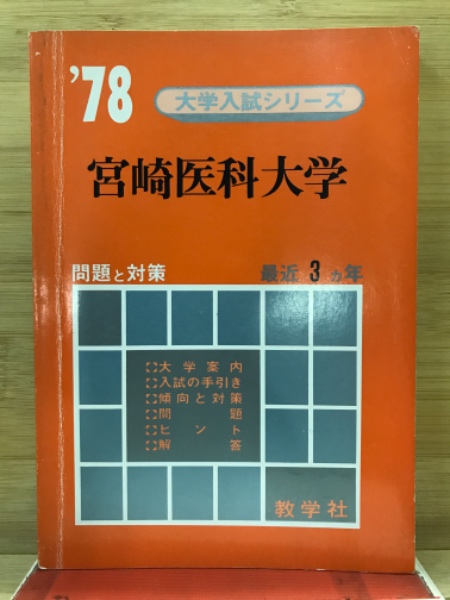 '78
大学入試シリーズ
宮崎医科大学
問題と対策 最近3ヵ年
大学案内
入試の手引き
傾向と対策
問題
ヒント
解答
教学社